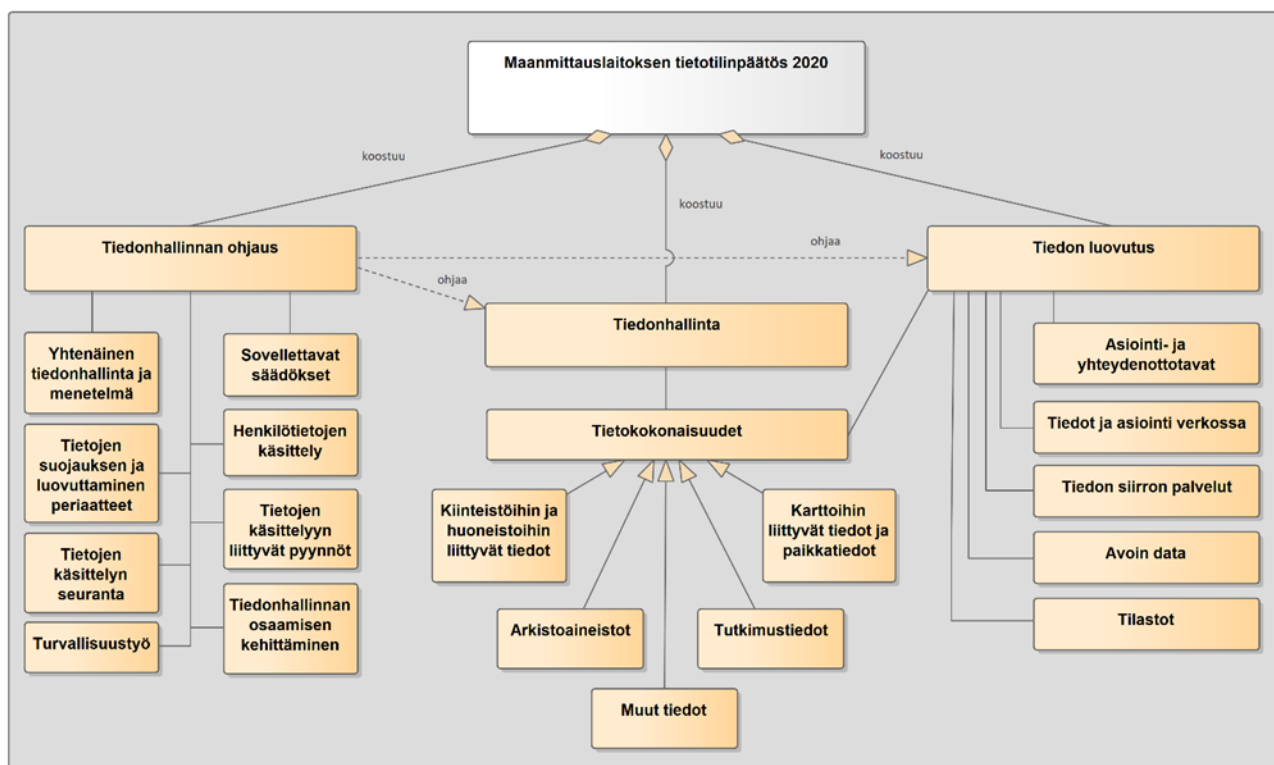 Maanmittauslaitoksen tietotilinpäätös 2020
koostuu
koostuu
koostuu
Tiedonhallinnan ohjaus
ohjaa
ohjaa
Tiedon luovutus
Tiedonhallinta
Yhtenäinen
tiedonhallinta ja
menetelmä
Sovellettavat
säädökset
Tietojen
suojauksen ja
luovuttaminen
periaatteet
Henkilötietojen
käsittely
Tietojen
käsittelyyn
liittyvät pyynnöt
Tietojen
käsittelyn
seuranta
Tiedonhallinnan
osaamisen
kehittäminen
Turvallisuustyö
Tietokokonaisuudet
Kiinteistöihin ja
huoneistoihin
liittyvät tiedot
Karttoihin
liittyvät tiedot ja
paikkatiedot
Arkistoaineistot
Tutkimustiedot
Muut tiedot
Asiointi- ja
yhteydenottotavat
Tiedot ja asiointi verkossa
Tiedon siirron palvelut
Avoin data
Tilastot